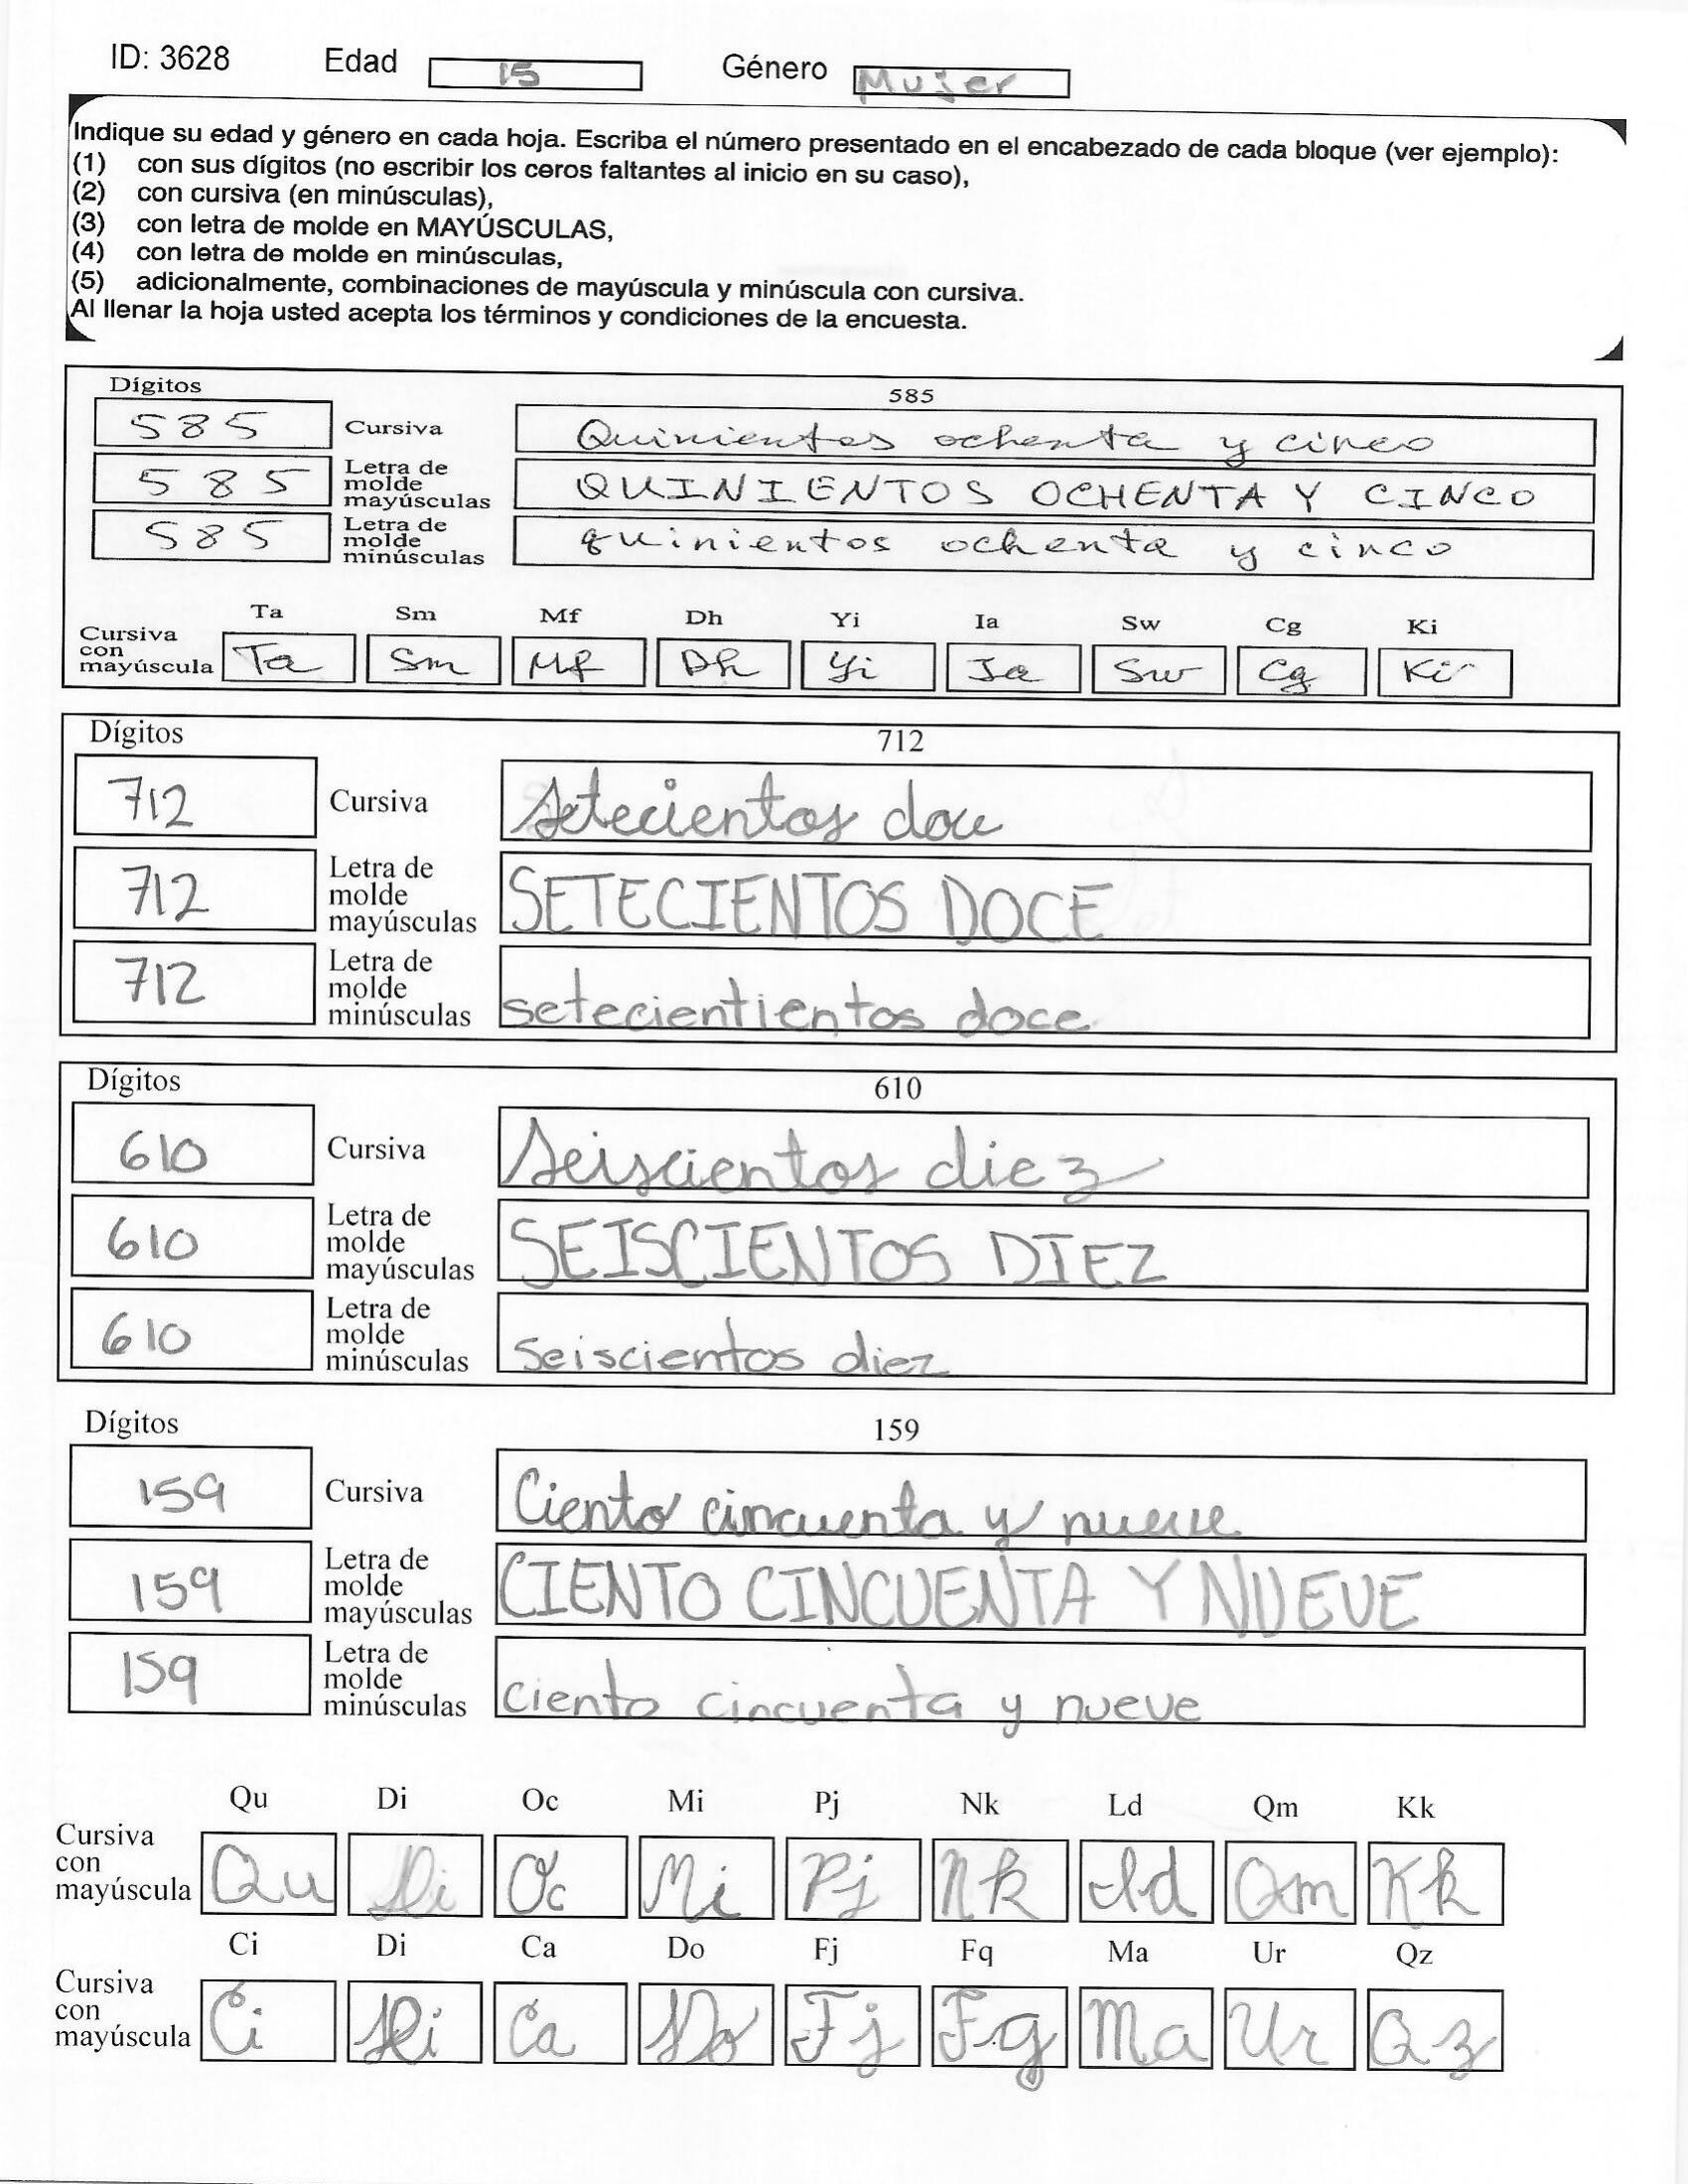 ID: 3628 Edad 15 Género Mujer
Indique su edad y género en cada hoja. Escriba el número presentado en el encabezado de cada bloque (ver ejemplo):
(1) con sus dígitos (no escribir los ceros faltantes al inicio en su caso),
(2) con cursiva (en minúsculas),
(3) con letra de molde en MAYÚSCULAS,
(4) con letra de molde en minúsculas,
(5) adicionalmente, combinaciones de mayúscula y minúscula con cursiva.
Al llenar la hoja usted acepta los términos y condiciones de la encuesta.
Dígitos 585
585 Cursiva Quinientos ochenta y cinco
585 Letra de molde mayúsculas QUINIENTOS OCHENTA Y CINCO
585 Letra de molde minúsculas quinientos ochenta y cinco
Ta Sm Mf Dh Yi Ia Sw Cg Ki
Cursiva con mayúscula Ta Sm Mf Dh Yi Ia Sw Cg Ki
Dígitos 712
712 Cursiva Setecientos doce
712 Letra de molde mayúsculas SETECIENTOS DOCE
712 Letra de molde minúsculas setecientientos doce
Dígitos 610
610 Cursiva Seiscientos diez
610 Letra de molde mayúsculas SEISCIENTOS DIEZ
610 Letra de molde minúsculas seiscientos diez
Dígitos 159
159 Cursiva Ciento cincuenta y nueve
159 Letra de molde mayúsculas CIENTO CINCUENTA Y NUEVE
159 Letra de molde minúsculas ciento cincuenta y nueve
Qu Di Oc Mi Pj Nk Ld Qm Kk
Cursiva con mayúscula Qu Di Oc Mi Pj Nk Ld Qm Kk
Ci Di Ca Do Fj Fq Ma Ur Qz
Cursiva con mayúscula Ci Di Ca Do Fj Fq Ma Ur Qz